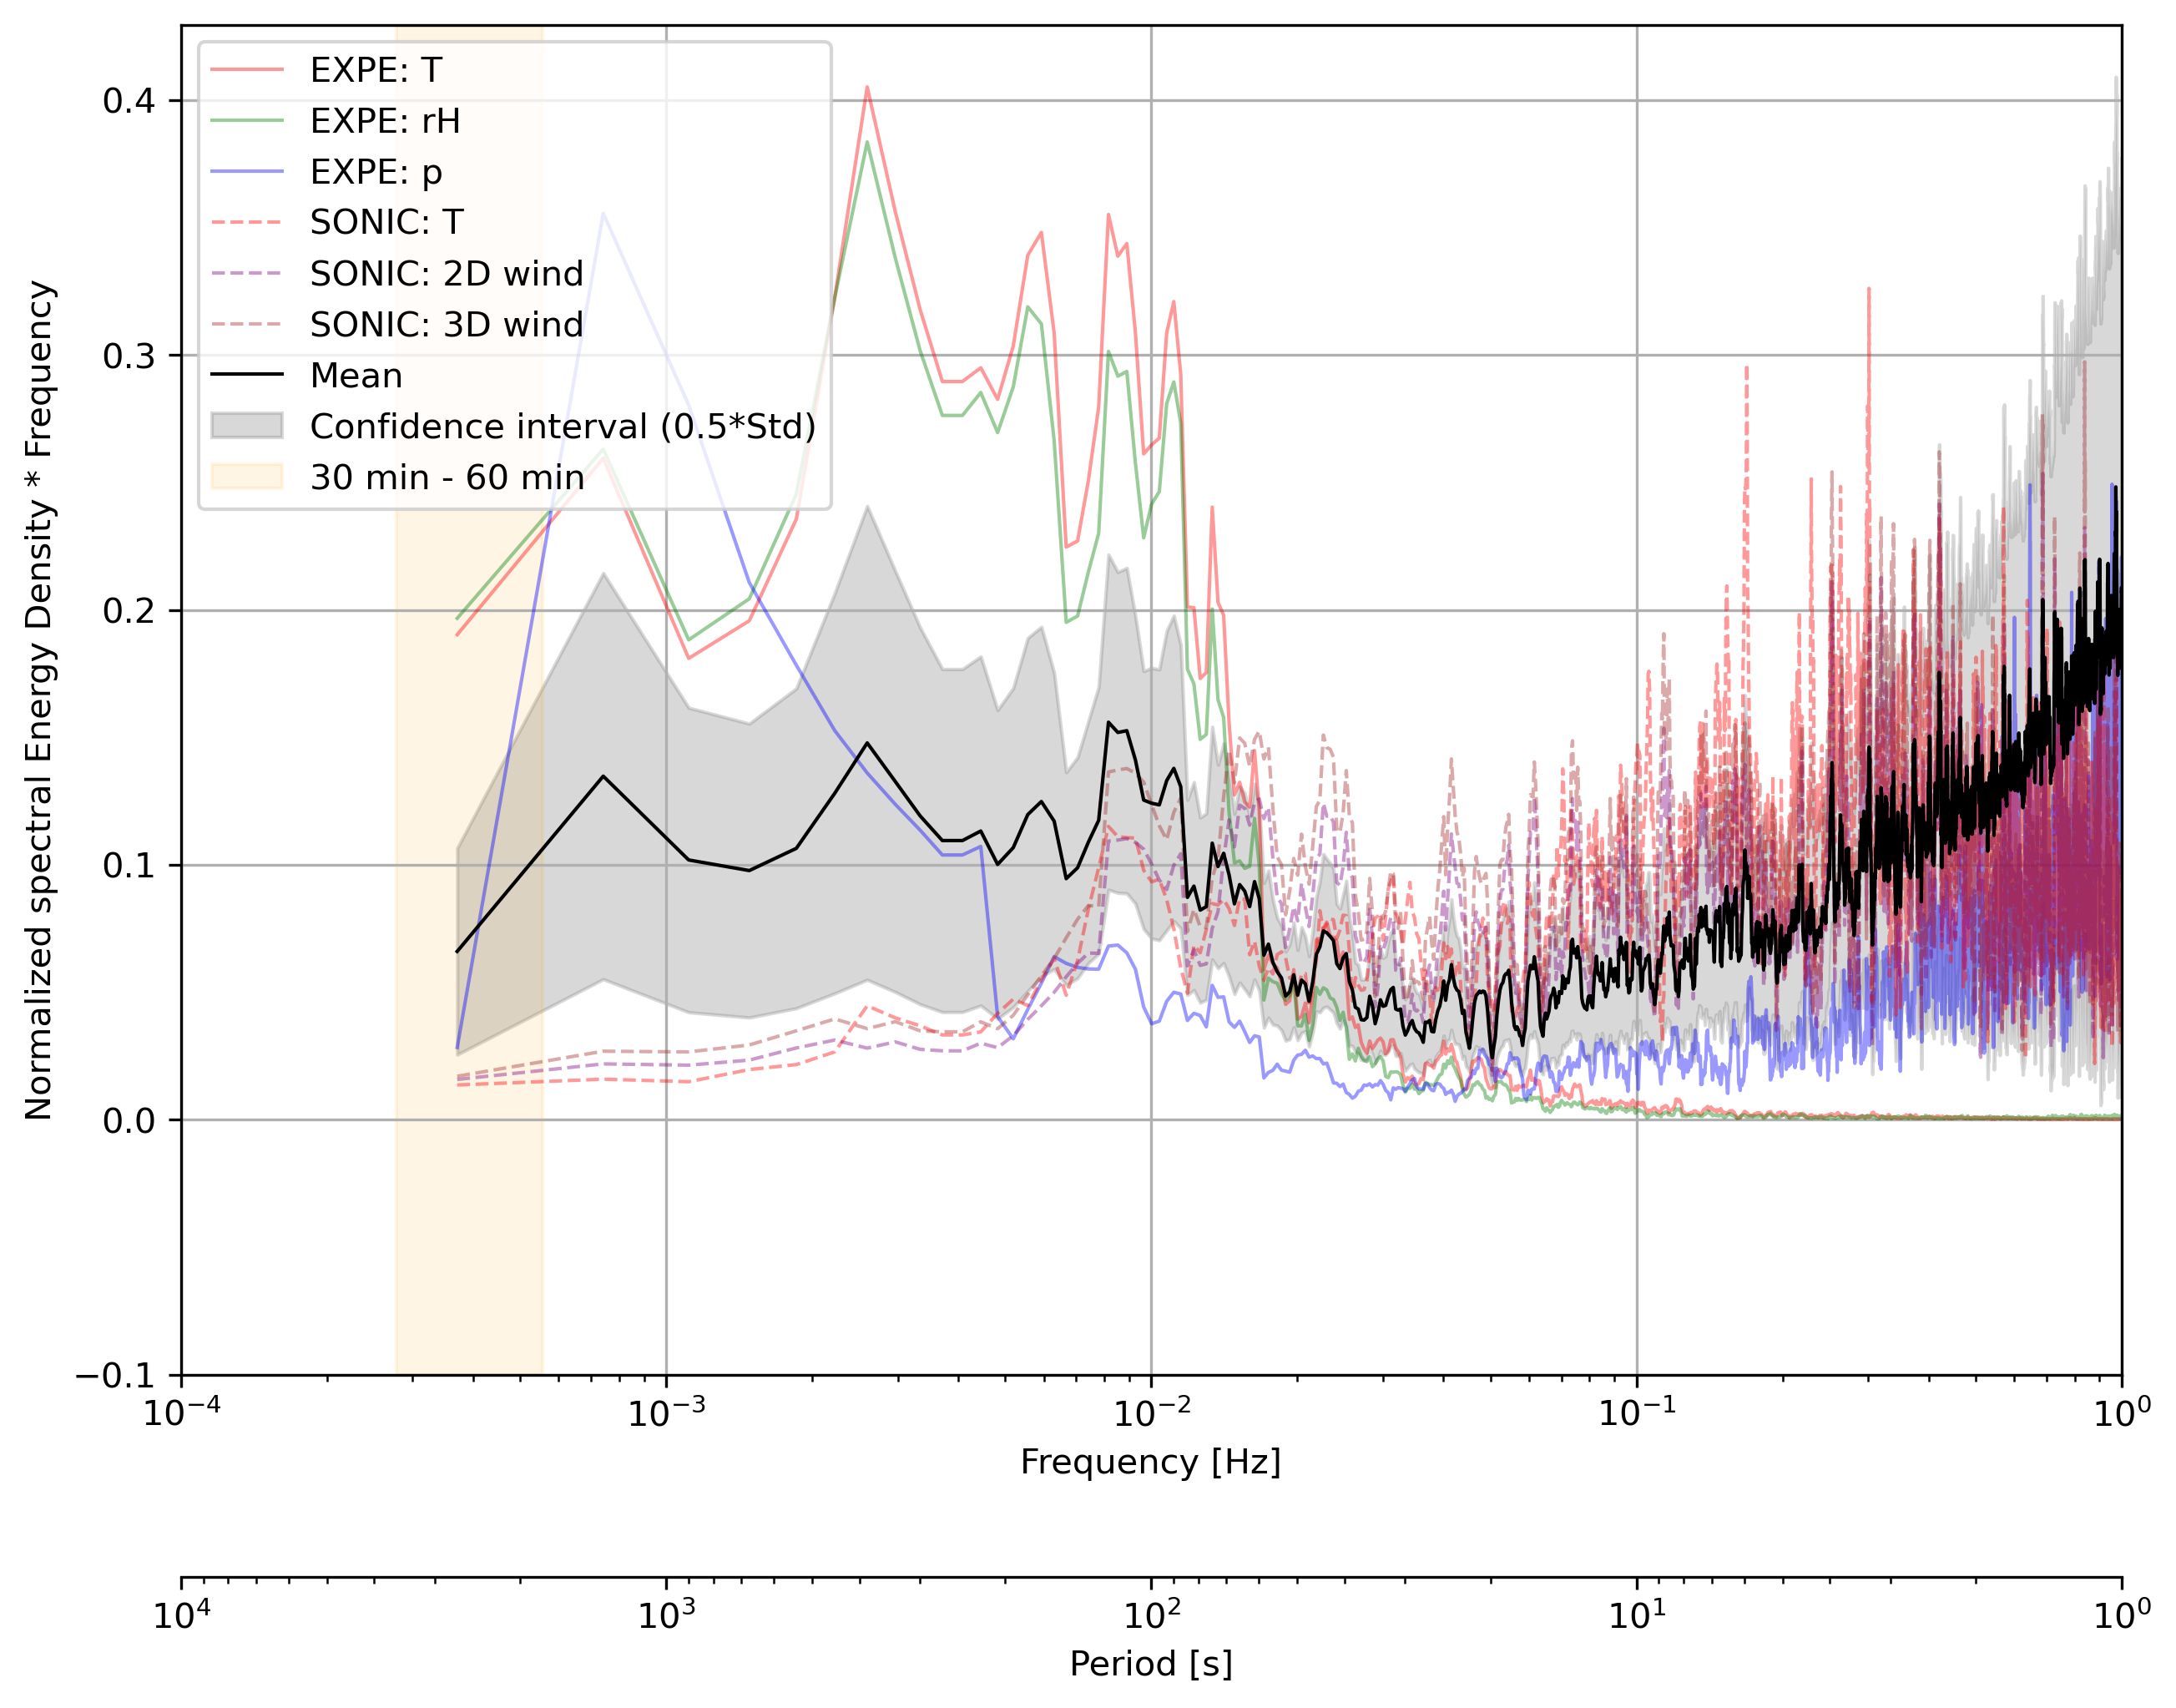 EXPE: T
EXPE: rH
EXPE: p
SONIC: T
SONIC: 2D wind
SONIC: 3D wind
Mean
Confidence interval (0.5*Std)
30 min - 60 min
Normalized spectral Energy Density * Frequency
0.4
0.3
0.2
0.1
0.0
−0.1
10⁻⁴ 10⁻³ 10⁻² 10⁻¹ 10⁰
Frequency [Hz]
10⁴ 10³ 10² 10¹ 10⁰
Period [s]